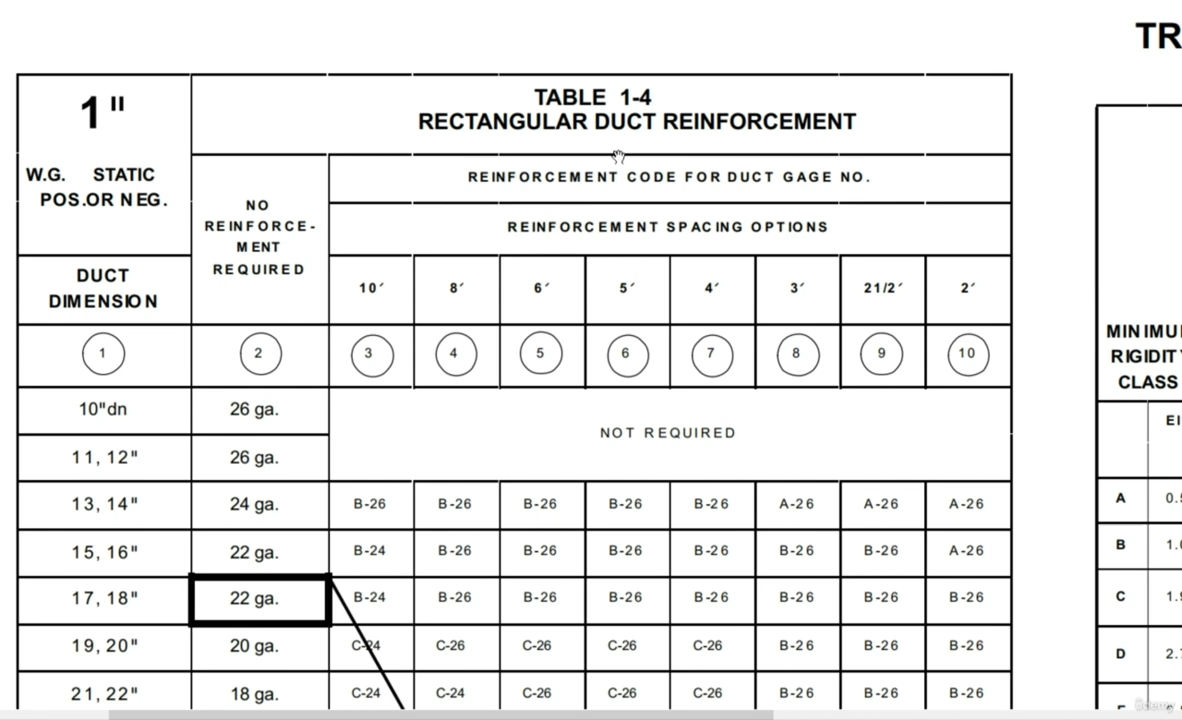 TR
1"
TABLE 1-4
RECTANGULAR DUCT REINFORCEMENT
W.G. STATIC
POS.OR NEG.
NO
REINFORCE-
MENT
REQUIRED
REINFORCEMENT CODE FOR DUCT GAGE NO.
REINFORCEMENT SPACING OPTIONS
DUCT
DIMENSION
10′ 8′ 6′ 5′ 4′ 3′ 21/2′ 2′
1 2 3 4 5 6 7 8 9 10
10"dn 26 ga.
NOT REQUIRED
11, 12" 26 ga.
13, 14" 24 ga. B-26 B-26 B-26 B-26 B-26 A-26 A-26 A-26
15, 16" 22 ga. B-24 B-26 B-26 B-26 B-26 B-26 B-26 A-26
17, 18" 22 ga. B-24 B-26 B-26 B-26 B-26 B-26 B-26 B-26
19, 20" 20 ga. C-24 C-26 C-26 C-26 C-26 B-26 B-26 B-26
21, 22" 18 ga. C-24 C-24 C-26 C-26 C-26 B-26 B-26 B-26
RIGIDITY
CLASS
A
B
C
D
ûdemy